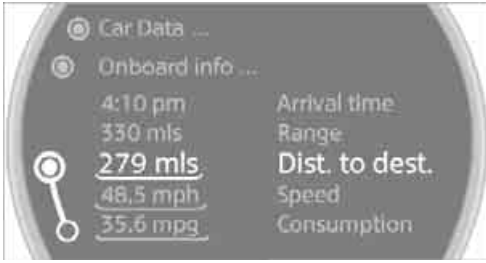 Car Data ...
Onboard info ...
4:10 pm Arrival time
330 mls Range
279 mls Dist. to dest.
48.5 mph Speed
35.6 mpg Consumption